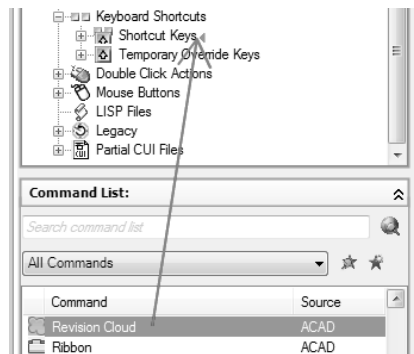 Keyboard Shortcuts
Shortcut Keys
Temporary Override Keys
Double Click Actions
Mouse Buttons
LISP Files
Legacy
Partial CUI Files
Command List:
Search command list
All Commands
Command Source
Revision Cloud ACAD
Ribbon ACAD